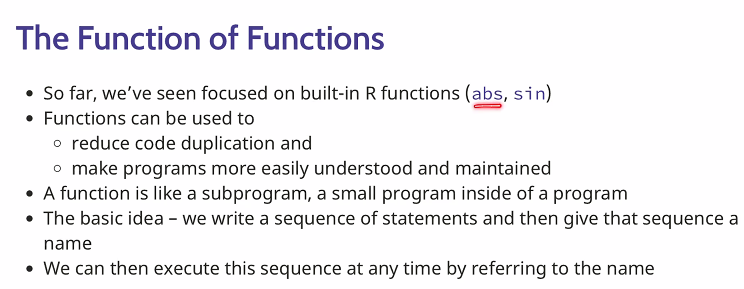 The Function of Functions
• So far, we've seen focused on built-in R functions (abs, sin)
• Functions can be used to
◦ reduce code duplication and
◦ make programs more easily understood and maintained
• A function is like a subprogram, a small program inside of a program
• The basic idea – we write a sequence of statements and then give that sequence a
name
• We can then execute this sequence at any time by referring to the name